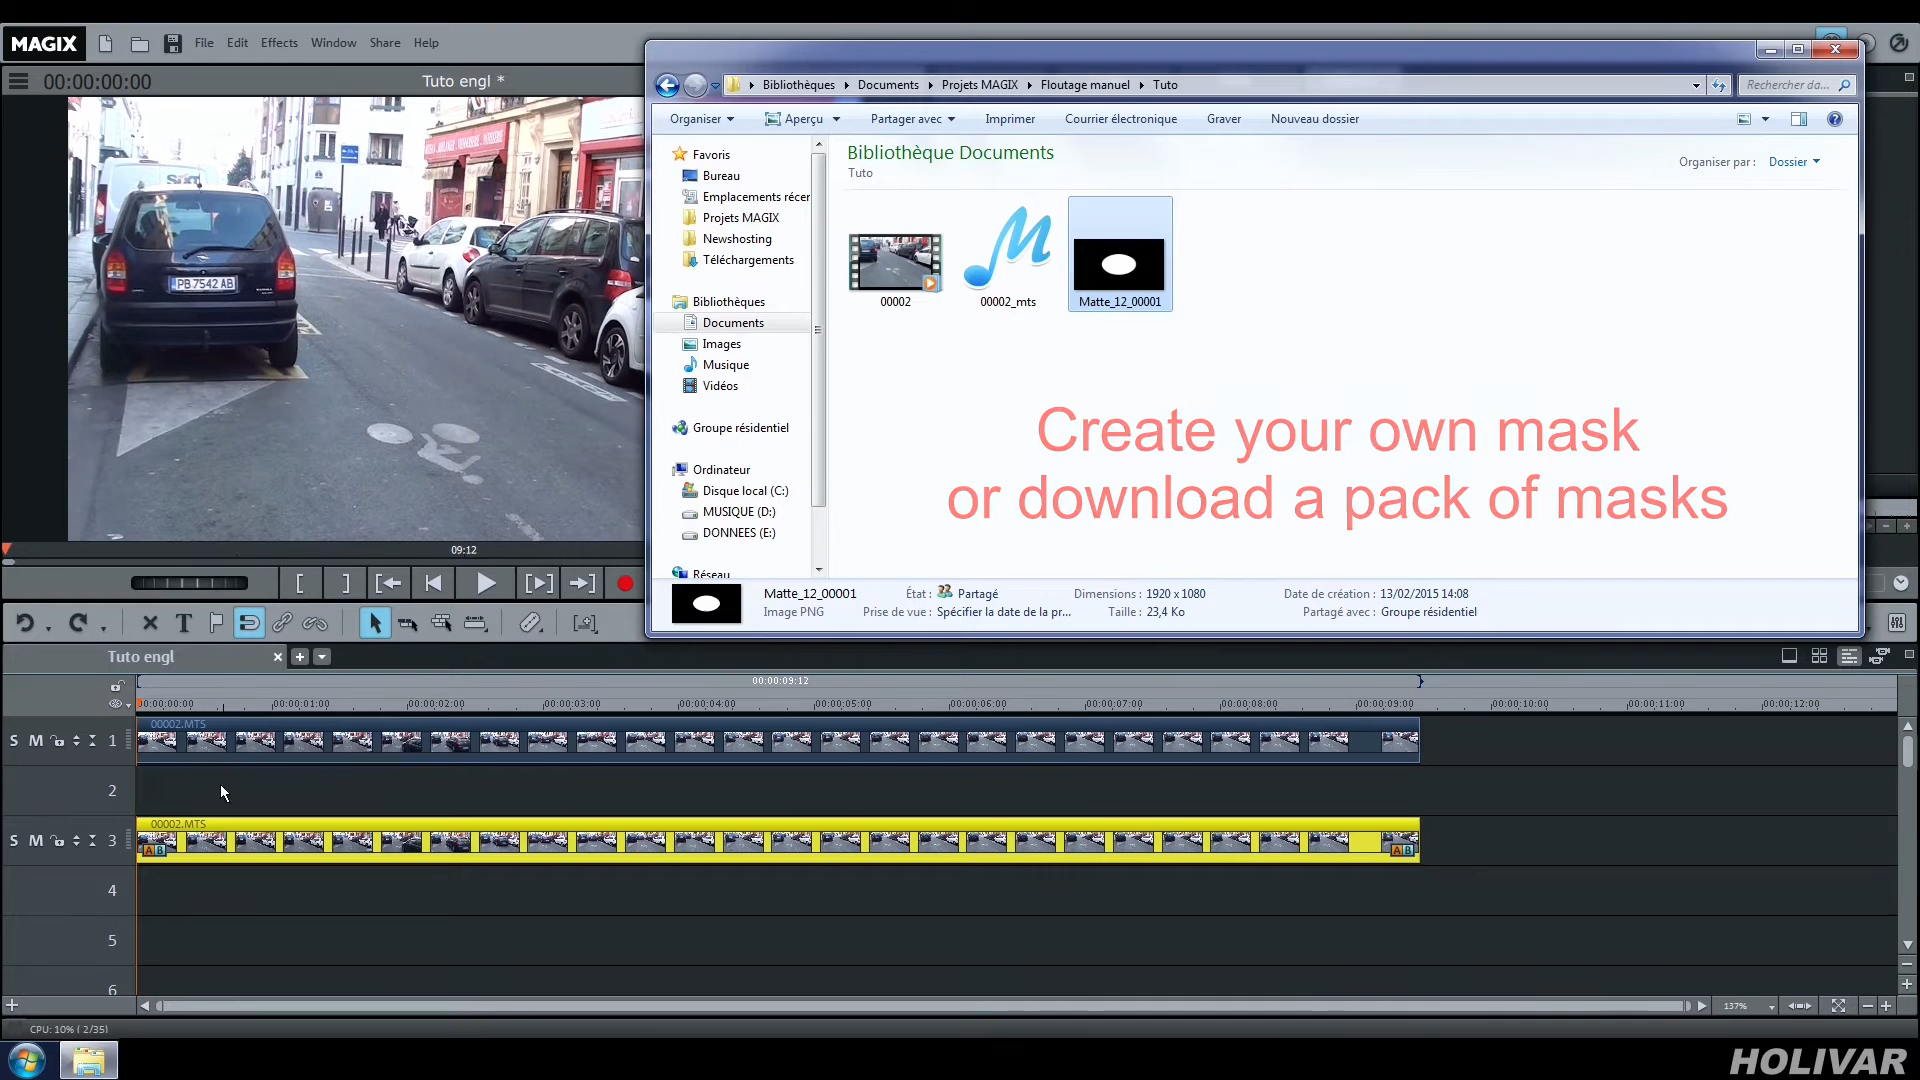 MAGIX
File Edit Effects Window Share Help
00:00:00:00
Tuto engl *
PB 7542 AB
09:12
Bibliothèques Documents Projets MAGIX Floutage manuel Tuto
Rechercher da...
Organiser Aperçu Partager avec Imprimer Courrier électronique Graver Nouveau dossier
Favoris
Bureau
Emplacements récer
Projets MAGIX
Newshosting
Téléchargements
Bibliothèques
Documents
Images
Musique
Vidéos
Groupe résidentiel
Ordinateur
Disque local (C:)
MUSIQUE (D:)
DONNEES (E:)
Réseau
Bibliothèque Documents
Tuto
Organiser par : Dossier
00002
00002_mts
Matte_12_00001
Create your own mask
or download a pack of masks
Matte_12_00001 État : Partagé Dimensions : 1920 x 1080 Date de création : 13/02/2015 14:08
Image PNG Prise de vue : Spécifier la date de la pr... Taille : 23,4 Ko Partagé avec : Groupe résidentiel
Tuto engl
00:00:09:12
00:00:00:00 00:00:01:00 00:00:02:00 00:00:03:00 00:00:04:00 00:00:05:00 00:00:06:00 00:00:07:00 00:00:08:00 00:00:09:00 00:00:10:00 00:00:11:00 00:00:12:00
00002.MTS
S M 1
2
00002.MTS
S M 3
A B
A B
4
5
6
137%
CPU: 10% ( 2/35)
HOLIVAR